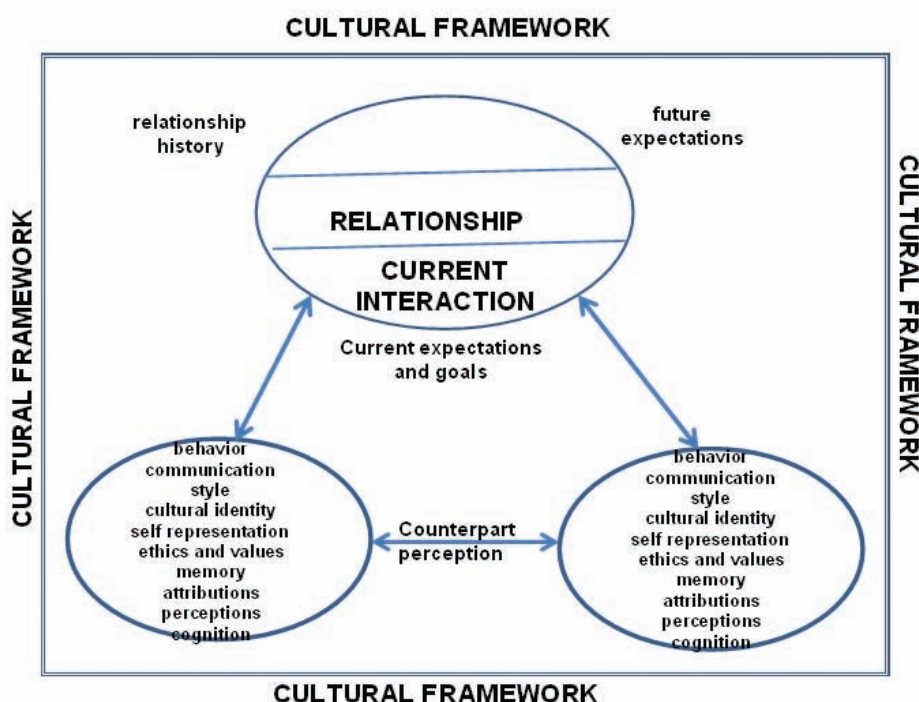 CULTURAL FRAMEWORK
relationship
history
future
expectations
RELATIONSHIP
CURRENT
INTERACTION
Current expectations
and goals
CULTURAL FRAMEWORK
CULTURAL FRAMEWORK
behavior
communication
style
cultural identity
self representation
ethics and values
memory
attributions
perceptions
cognition
Counterpart
perception
behavior
communication
style
cultural identity
self representation
ethics and values
memory
attributions
perceptions
cognition
CULTURAL FRAMEWORK